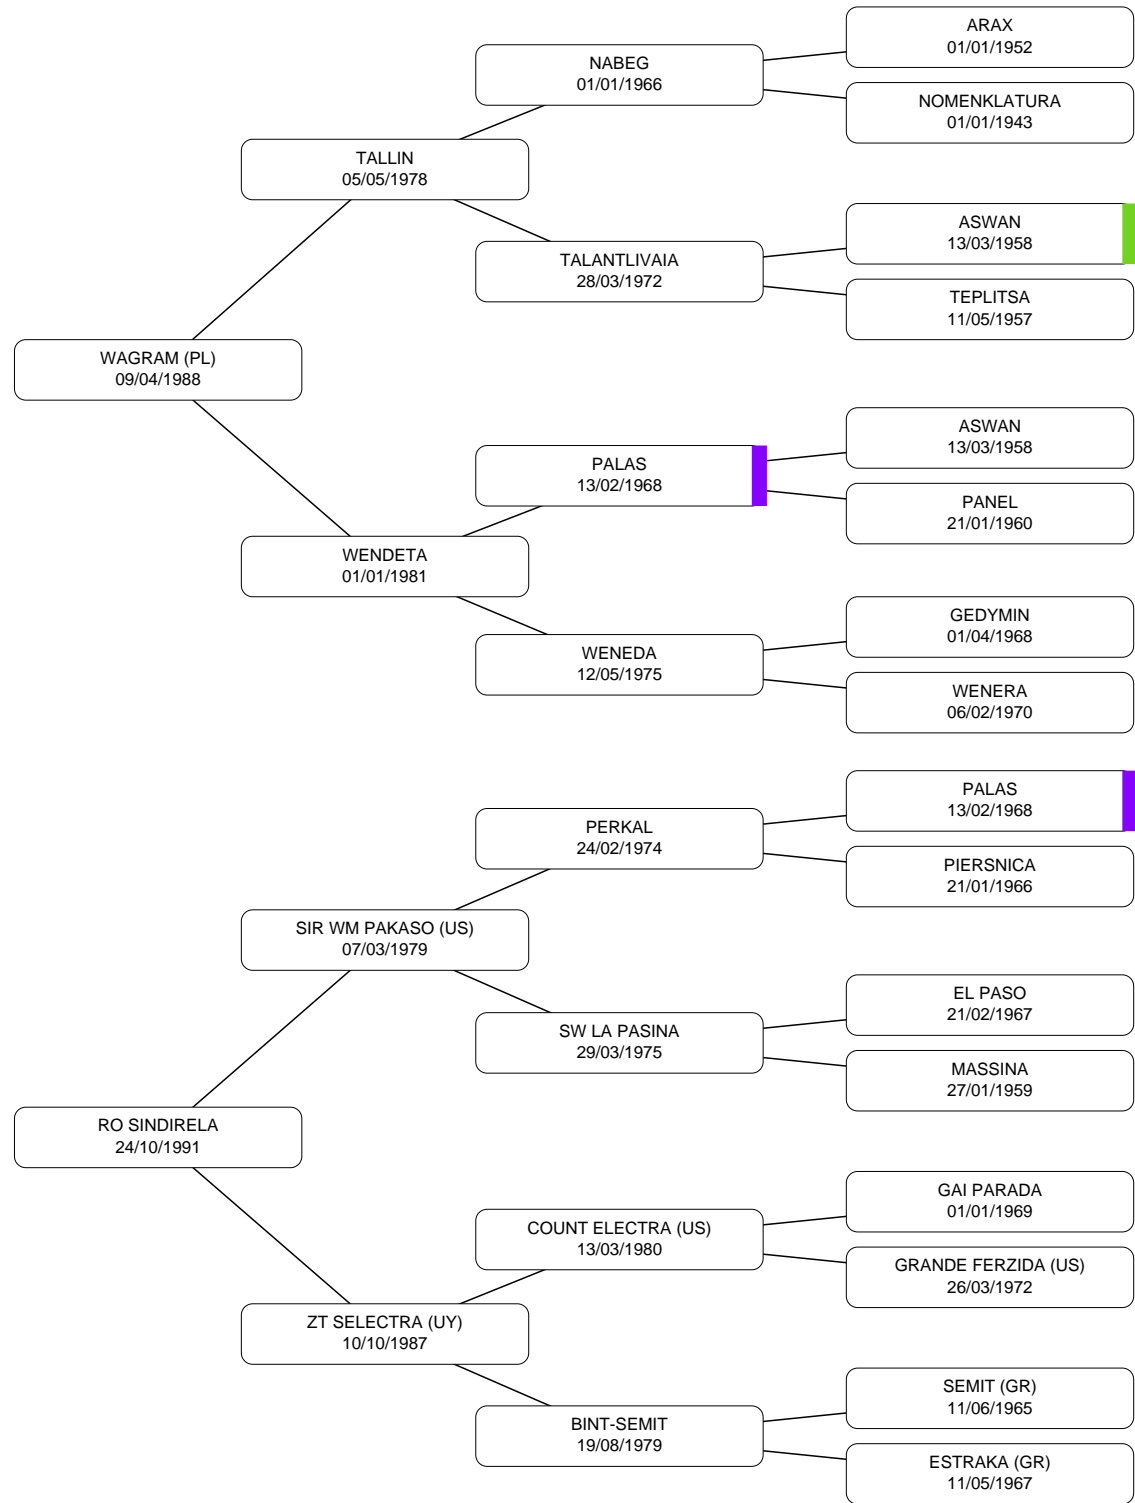 ARAX
01/01/1952
NABEG
01/01/1966
NOMENKLATURA
01/01/1943
TALLIN
05/05/1978
ASWAN
13/03/1958
TALANTLIVAIA
28/03/1972
TEPLITSA
11/05/1957
WAGRAM (PL)
09/04/1988
ASWAN
13/03/1958
PALAS
13/02/1968
PANEL
21/01/1960
WENDETA
01/01/1981
GEDYMIN
01/04/1968
WENEDA
12/05/1975
WENERA
06/02/1970
PALAS
13/02/1968
PERKAL
24/02/1974
PIERSNICA
21/01/1966
SIR WM PAKASO (US)
07/03/1979
EL PASO
21/02/1967
SW LA PASINA
29/03/1975
MASSINA
27/01/1959
RO SINDIRELA
24/10/1991
GAI PARADA
01/01/1969
COUNT ELECTRA (US)
13/03/1980
GRANDE FERZIDA (US)
26/03/1972
ZT SELECTRA (UY)
10/10/1987
SEMIT (GR)
11/06/1965
BINT-SEMIT
19/08/1979
ESTRAKA (GR)
11/05/1967